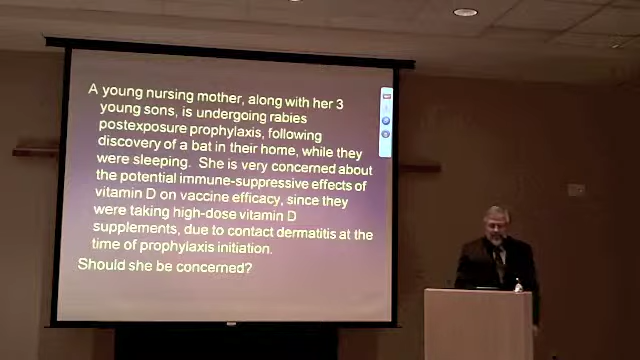 A young nursing mother, along with her 3
young sons, is undergoing rabies
postexposure prophylaxis, following
discovery of a bat in their home, while they
were sleeping. She is very concerned about
the potential immune-suppressive effects of
vitamin D on vaccine efficacy, since they
were taking high-dose vitamin D
supplements, due to contact dermatitis at the
time of prophylaxis initiation.
Should she be concerned?